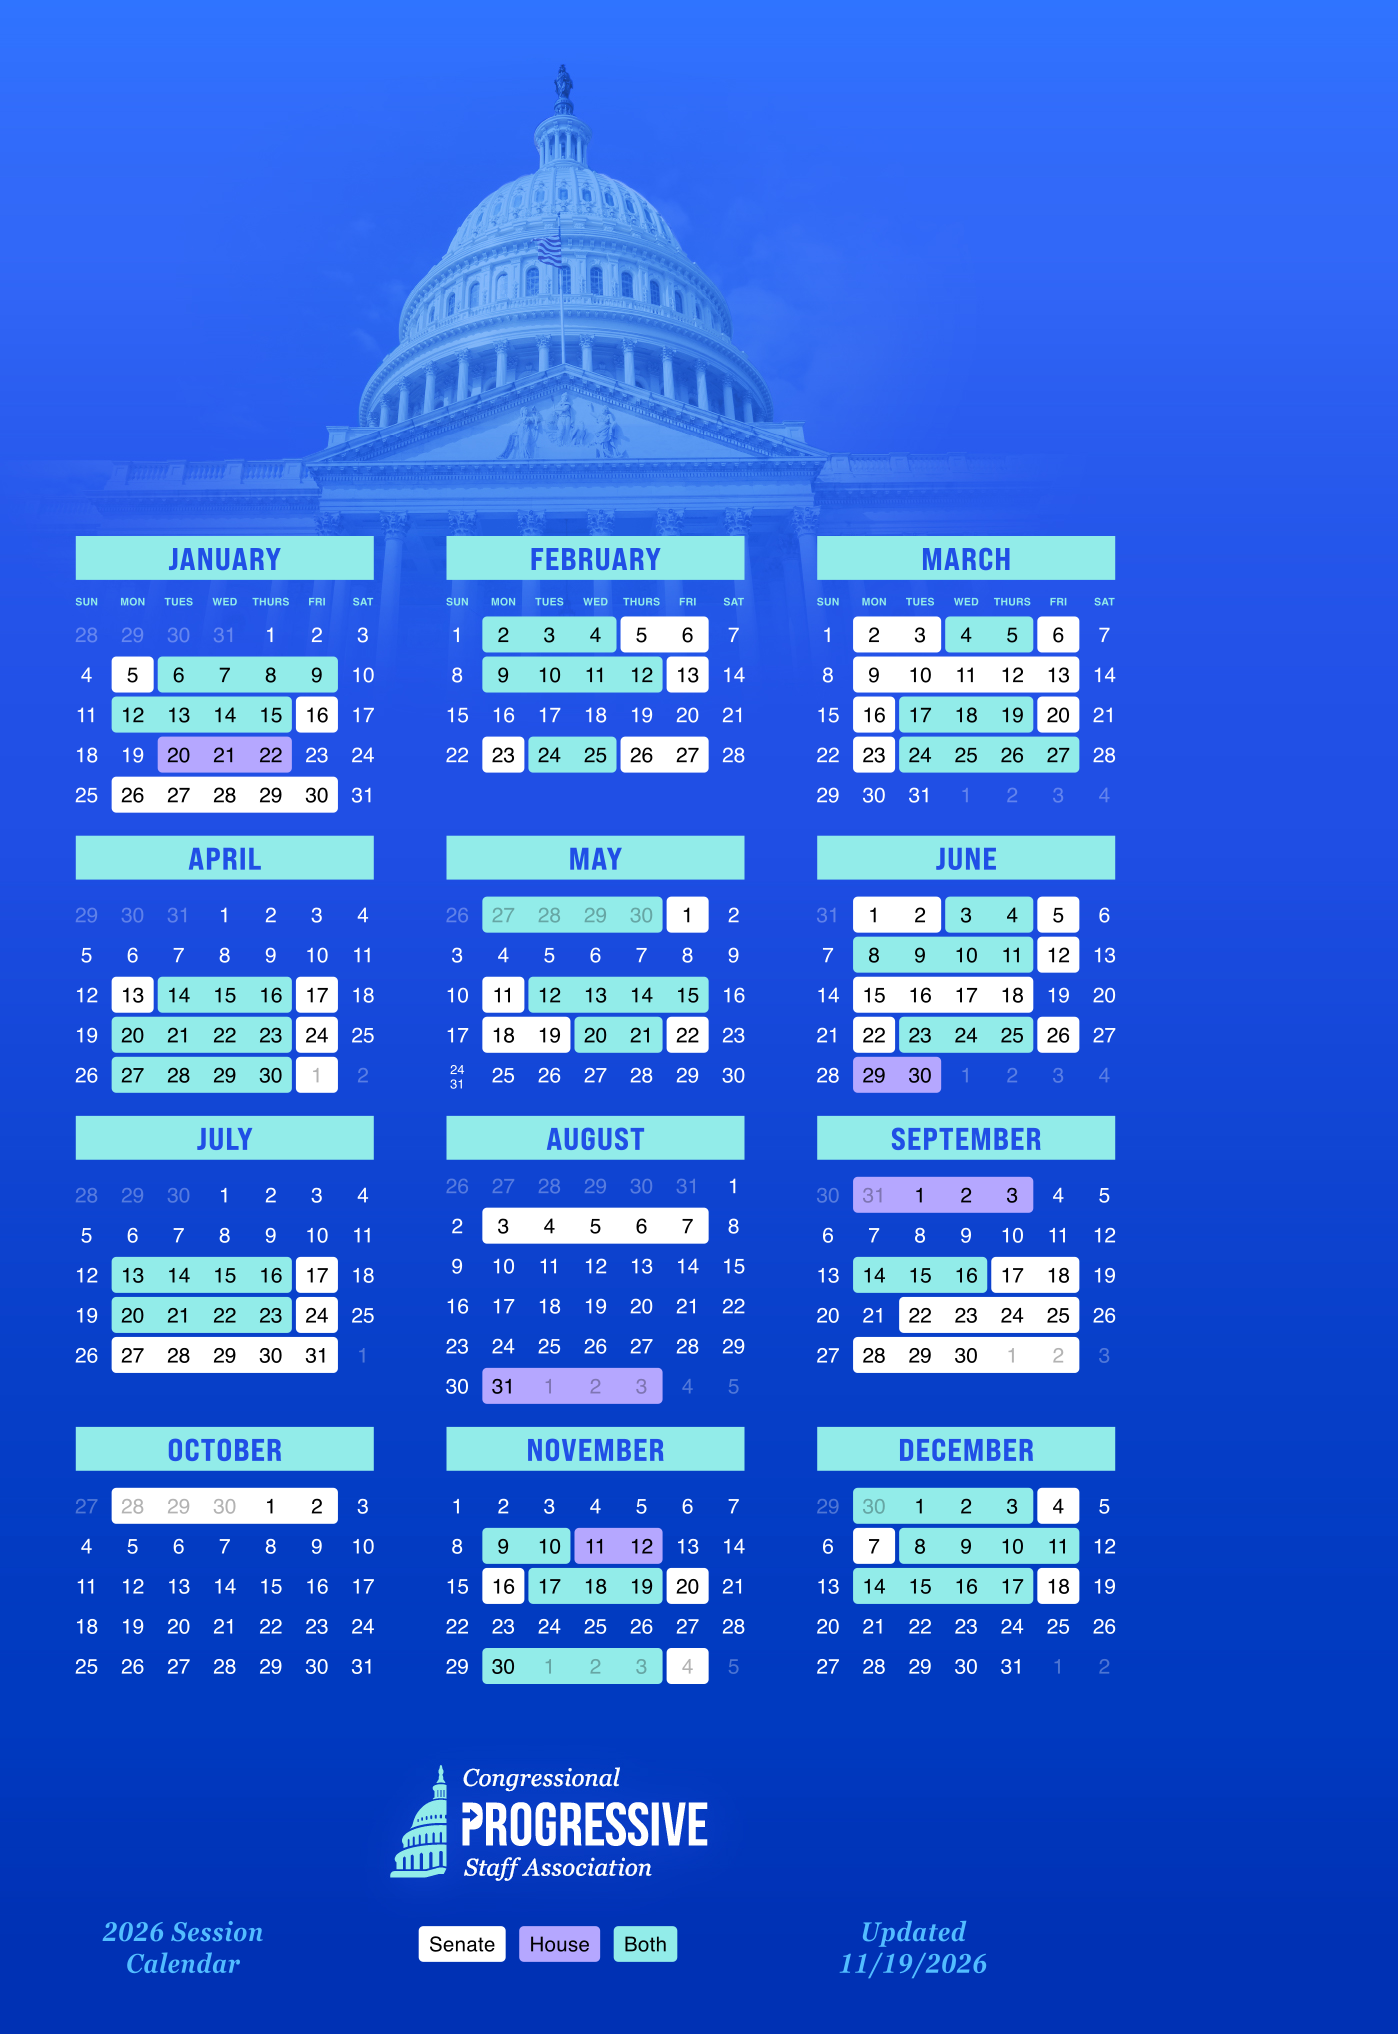 JANUARY FEBRUARY MARCH
SUN MON TUES WED THURS FRI SAT SUN MON TUES WED THURS FRI SAT SUN MON TUES WED THURS FRI SAT
28 29 30 31 1 2 3 1 2 3 4 5 6 7 1 2 3 4 5 6 7
4 5 6 7 8 9 10 8 9 10 11 12 13 14 8 9 10 11 12 13 14
11 12 13 14 15 16 17 15 16 17 18 19 20 21 15 16 17 18 19 20 21
18 19 20 21 22 23 24 22 23 24 25 26 27 28 22 23 24 25 26 27 28
25 26 27 28 29 30 31 29 30 31 1 2 3 4
APRIL MAY JUNE
29 30 31 1 2 3 4 26 27 28 29 30 1 2 31 1 2 3 4 5 6
5 6 7 8 9 10 11 3 4 5 6 7 8 9 7 8 9 10 11 12 13
12 13 14 15 16 17 18 10 11 12 13 14 15 16 14 15 16 17 18 19 20
19 20 21 22 23 24 25 17 18 19 20 21 22 23 21 22 23 24 25 26 27
26 27 28 29 30 1 2 24 31 25 26 27 28 29 30 28 29 30 1 2 3 4
JULY AUGUST SEPTEMBER
28 29 30 1 2 3 4 26 27 28 29 30 31 1 30 31 1 2 3 4 5
5 6 7 8 9 10 11 2 3 4 5 6 7 8 6 7 8 9 10 11 12
12 13 14 15 16 17 18 9 10 11 12 13 14 15 13 14 15 16 17 18 19
19 20 21 22 23 24 25 16 17 18 19 20 21 22 20 21 22 23 24 25 26
26 27 28 29 30 31 1 23 24 25 26 27 28 29 27 28 29 30 1 2 3
30 31 1 2 3 4 5
OCTOBER NOVEMBER DECEMBER
27 28 29 30 1 2 3 1 2 3 4 5 6 7 29 30 1 2 3 4 5
4 5 6 7 8 9 10 8 9 10 11 12 13 14 6 7 8 9 10 11 12
11 12 13 14 15 16 17 15 16 17 18 19 20 21 13 14 15 16 17 18 19
18 19 20 21 22 23 24 22 23 24 25 26 27 28 20 21 22 23 24 25 26
25 26 27 28 29 30 31 29 30 1 2 3 4 5 27 28 29 30 31 1 2
Congressional
PROGRESSIVE
Staff Association
2026 Session
Calendar
Senate House Both
Updated
11/19/2026